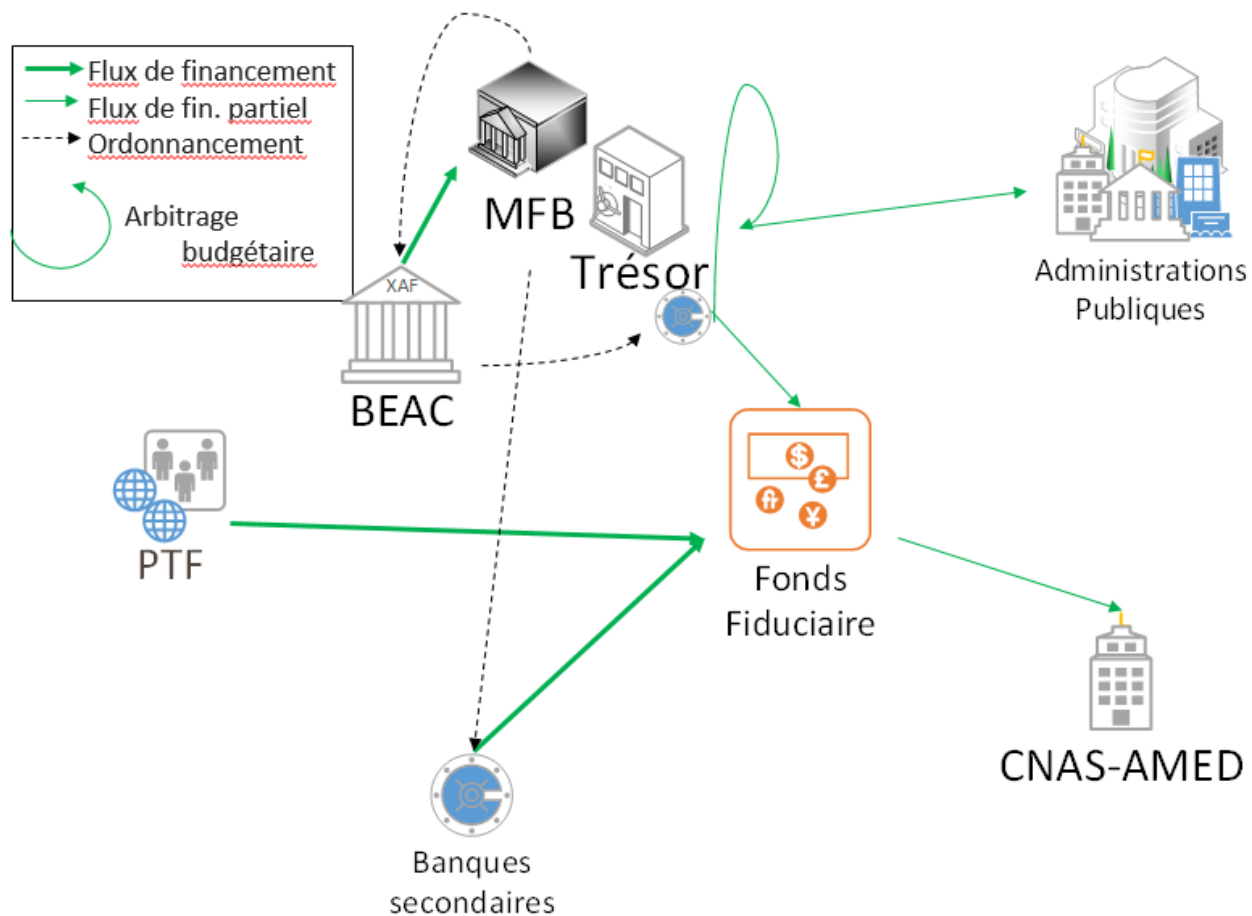 Flux de financement
Flux de fin. partiel
Ordonnancement
Arbitrage
budgétaire
MFB
Trésor
XAF
BEAC
Administrations
Publiques
PTF
$
£
¥
Fonds
Fiduciaire
CNAS-AMED
Banques
secondaires